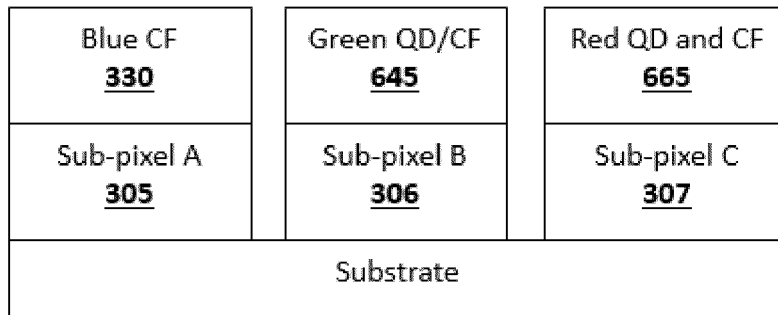 Blue CF
330
Green QD/CF
645
Red QD and CF
665
Sub-pixel A
305
Sub-pixel B
306
Sub-pixel C
307
Substrate